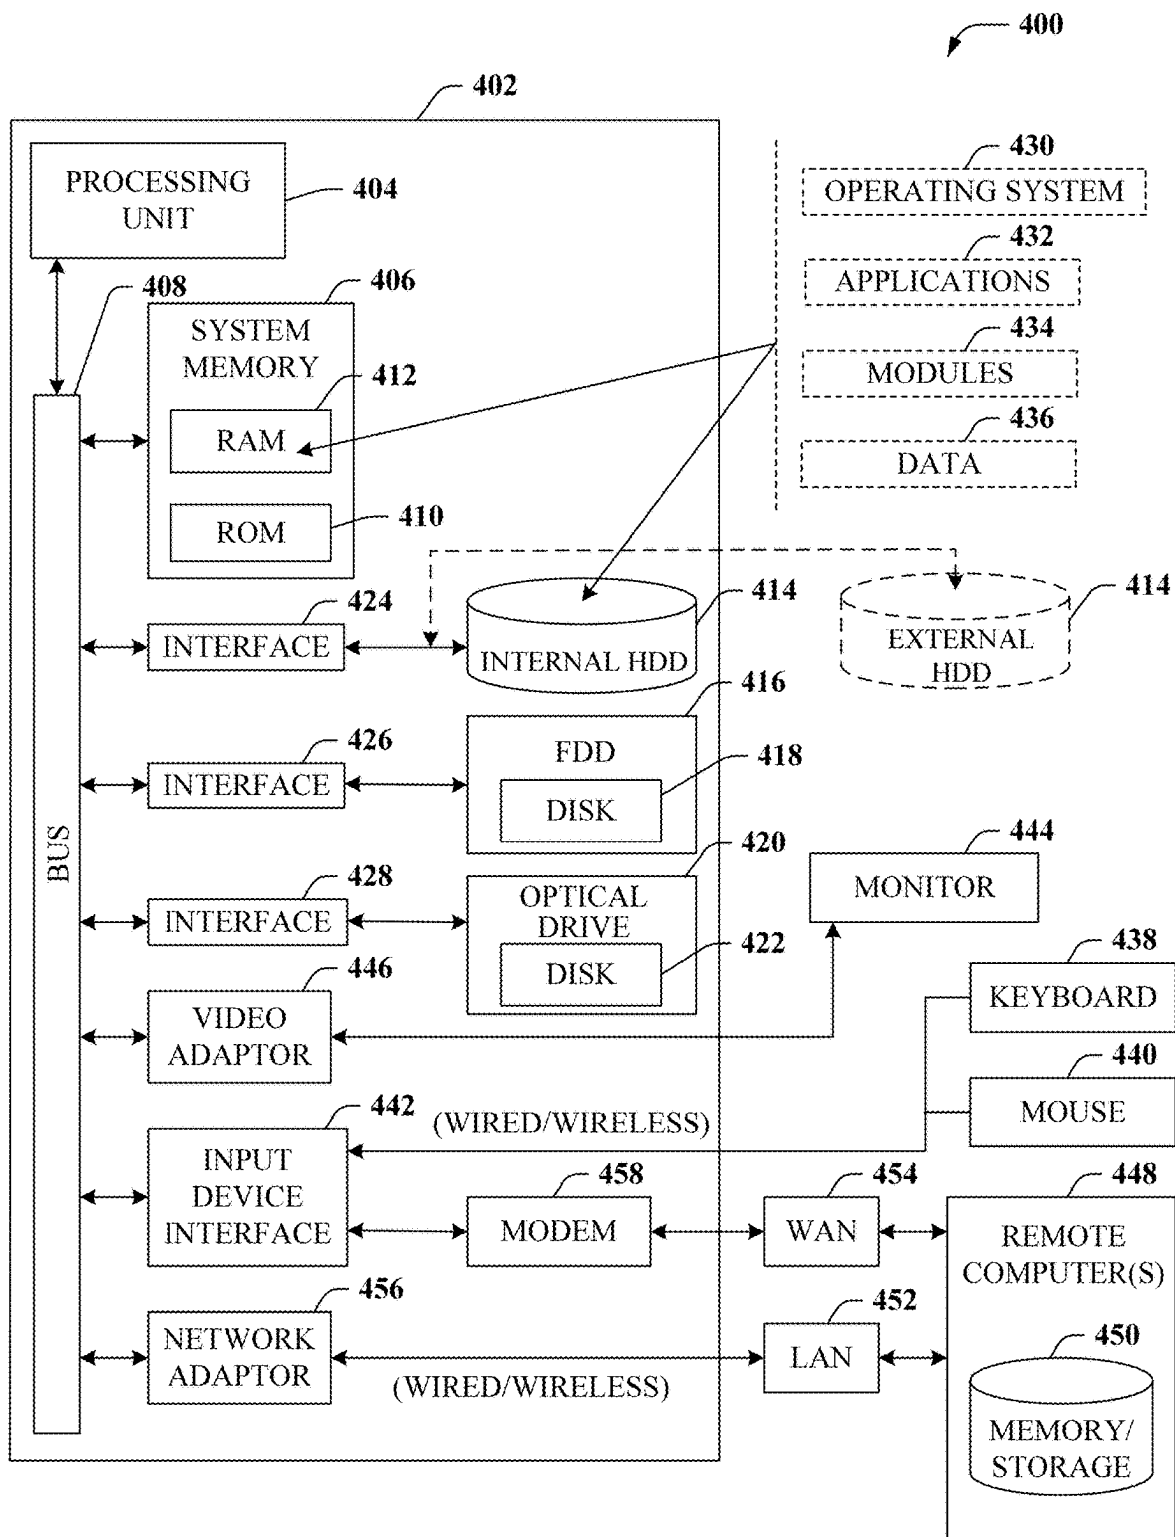 400
402
PROCESSING
UNIT
404
430
OPERATING SYSTEM
432
APPLICATIONS
434
MODULES
436
DATA
408
406
SYSTEM
MEMORY
412
RAM
ROM
410
BUS
424
INTERFACE
414
INTERNAL HDD
414
EXTERNAL
HDD
426
INTERFACE
416
FDD
418
DISK
428
INTERFACE
420
OPTICAL
DRIVE
422
DISK
444
MONITOR
446
VIDEO
ADAPTOR
438
KEYBOARD
440
MOUSE
442
INPUT
DEVICE
INTERFACE
(WIRED/WIRELESS)
458
MODEM
454
WAN
448
REMOTE
COMPUTER(S)
456
NETWORK
ADAPTOR
(WIRED/WIRELESS)
452
LAN
450
MEMORY/
STORAGE